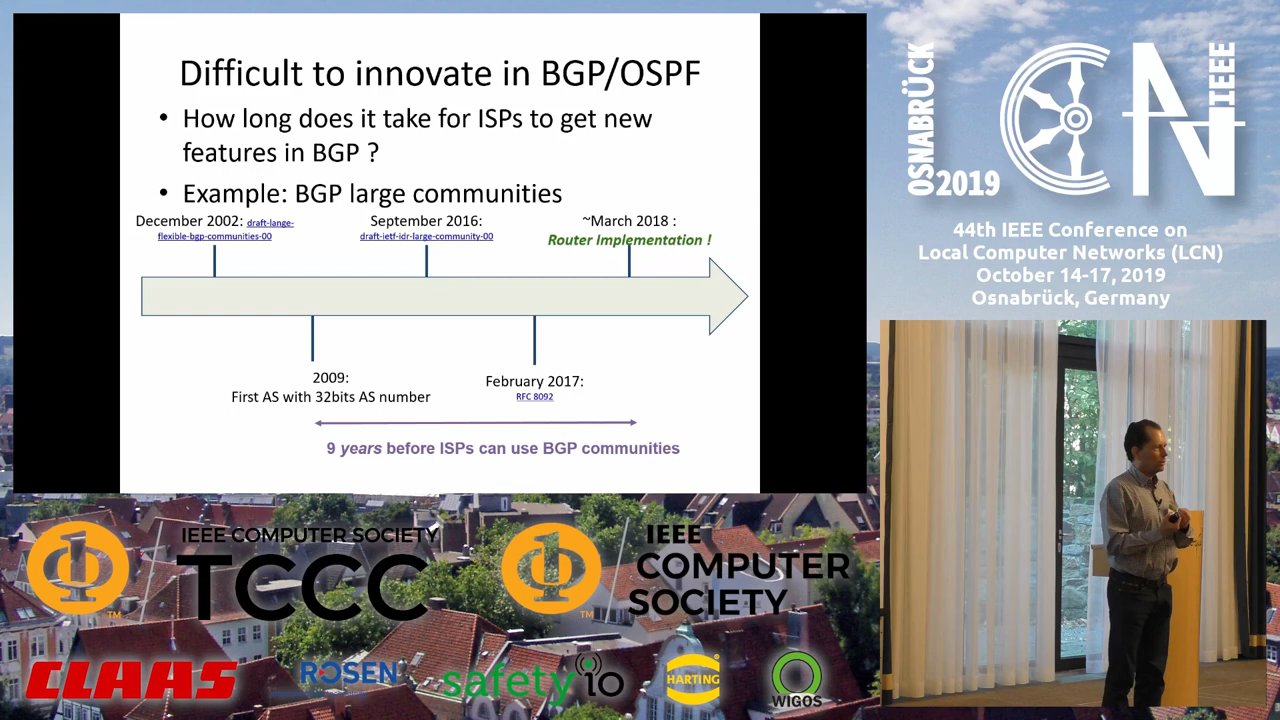 Difficult to innovate in BGP/OSPF
• How long does it take for ISPs to get new
features in BGP ?
• Example: BGP large communities
December 2002: draft-lange-
flexible-bgp-communities-00
September 2016:
draft-ietf-idr-large-community-00
~March 2018 :
Router Implementation !
2009:
First AS with 32bits AS number
February 2017:
RFC 8092
9 years before ISPs can use BGP communities
OSNABRÜCK
2019
LCN
IEEE
44th IEEE Conference on
Local Computer Networks (LCN)
October 14-17, 2019
Osnabrück, Germany
IEEE COMPUTER SOCIETY
TCCC
TM
IEEE
COMPUTER
SOCIETY
TM
CLAAS
ROSEN
safety io
HARTING
WIGOS